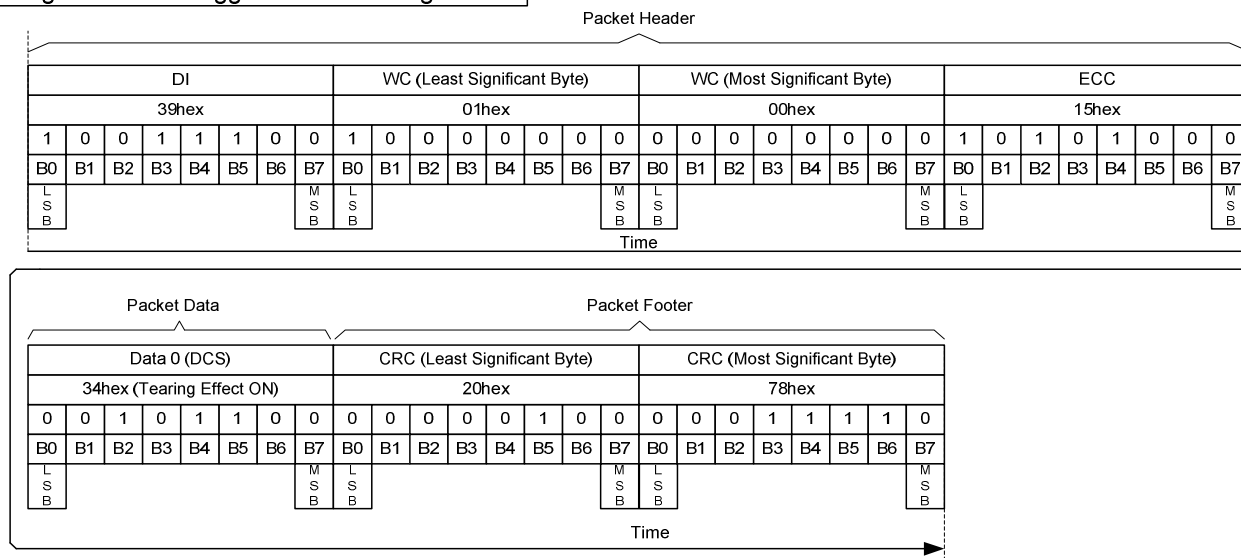 Packet Header
DI WC (Least Significant Byte) WC (Most Significant Byte) ECC
39hex 01hex 00hex 15hex
1 0 0 1 1 1 0 0 1 0 0 0 0 0 0 0 0 0 0 0 0 0 0 0 1 0 1 0 1 0 0 0
B0 B1 B2 B3 B4 B5 B6 B7 B0 B1 B2 B3 B4 B5 B6 B7 B0 B1 B2 B3 B4 B5 B6 B7 B0 B1 B2 B3 B4 B5 B6 B7
LSB MSB LSB MSB LSB MSB LSB MSB
Time
Packet Data Packet Footer
Data 0 (DCS) CRC (Least Significant Byte) CRC (Most Significant Byte)
34hex (Tearing Effect ON) 20hex 78hex
0 0 1 0 1 1 0 0 0 0 0 0 0 1 0 0 0 0 0 1 1 1 1 0
B0 B1 B2 B3 B4 B5 B6 B7 B0 B1 B2 B3 B4 B5 B6 B7 B0 B1 B2 B3 B4 B5 B6 B7
LSB MSB LSB MSB LSB MSB
Time